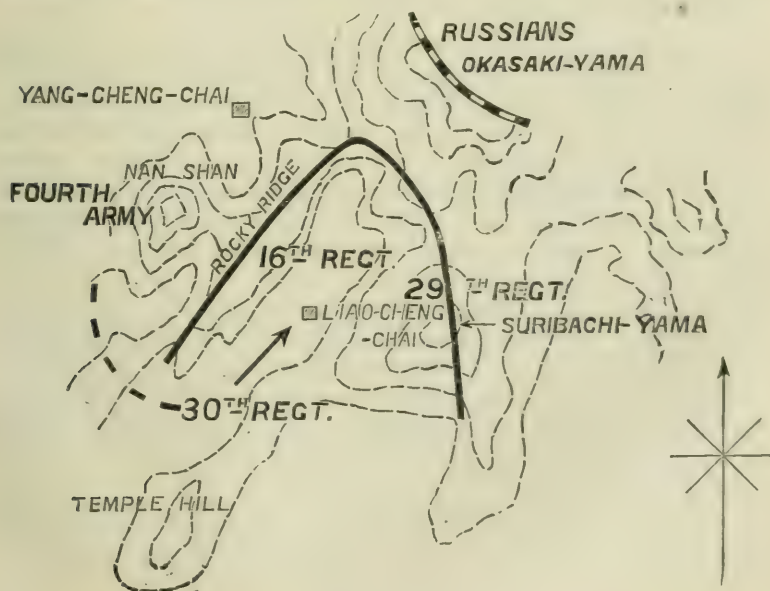 RUSSIANS
OKASAKI-YAMA
YANG-CHENG-CHAI
NAN SHAN
FOURTH
ARMY
ROCKY RIDGE
16TH REGT
29TH REGT.
LIAO-CHENG
-CHAI
SURIBACHI-YAMA
30TH REGT.
TEMPLE HILL